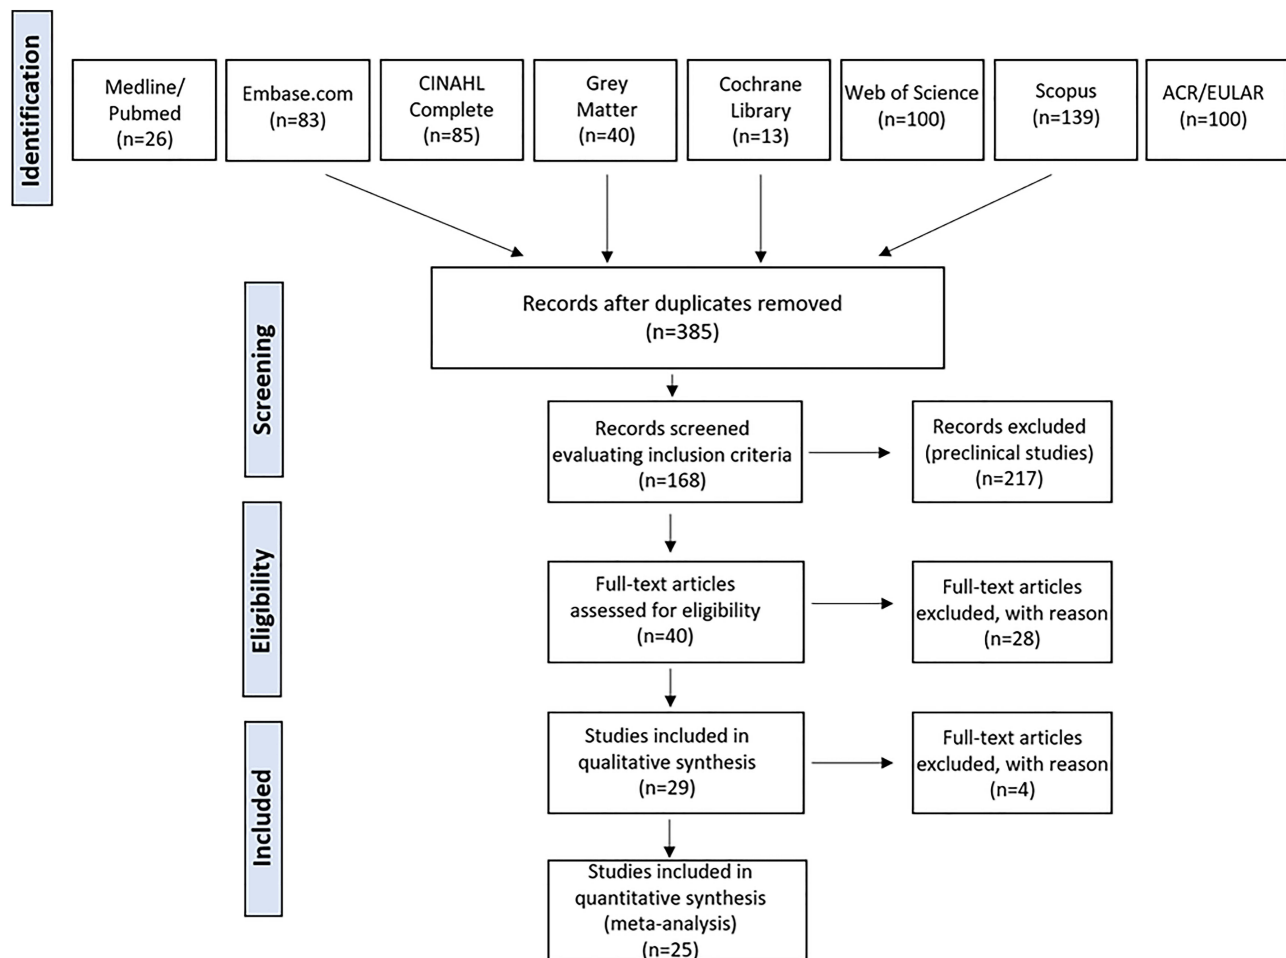 Identification
Medline/
Pubmed
(n=26)
Embase.com
(n=83)
CINAHL
Complete
(n=85)
Grey
Matter
(n=40)
Cochrane
Library
(n=13)
Web of Science
(n=100)
Scopus
(n=139)
ACR/EULAR
(n=100)
Records after duplicates removed
(n=385)
Screening
Records screened
evaluating inclusion criteria
(n=168)
Records excluded
(preclinical studies)
(n=217)
Eligibility
Full-text articles
assessed for eligibility
(n=40)
Full-text articles
excluded, with reason
(n=28)
Included
Studies included in
qualitative synthesis
(n=29)
Full-text articles
excluded, with reason
(n=4)
Studies included in
quantitative synthesis
(meta-analysis)
(n=25)